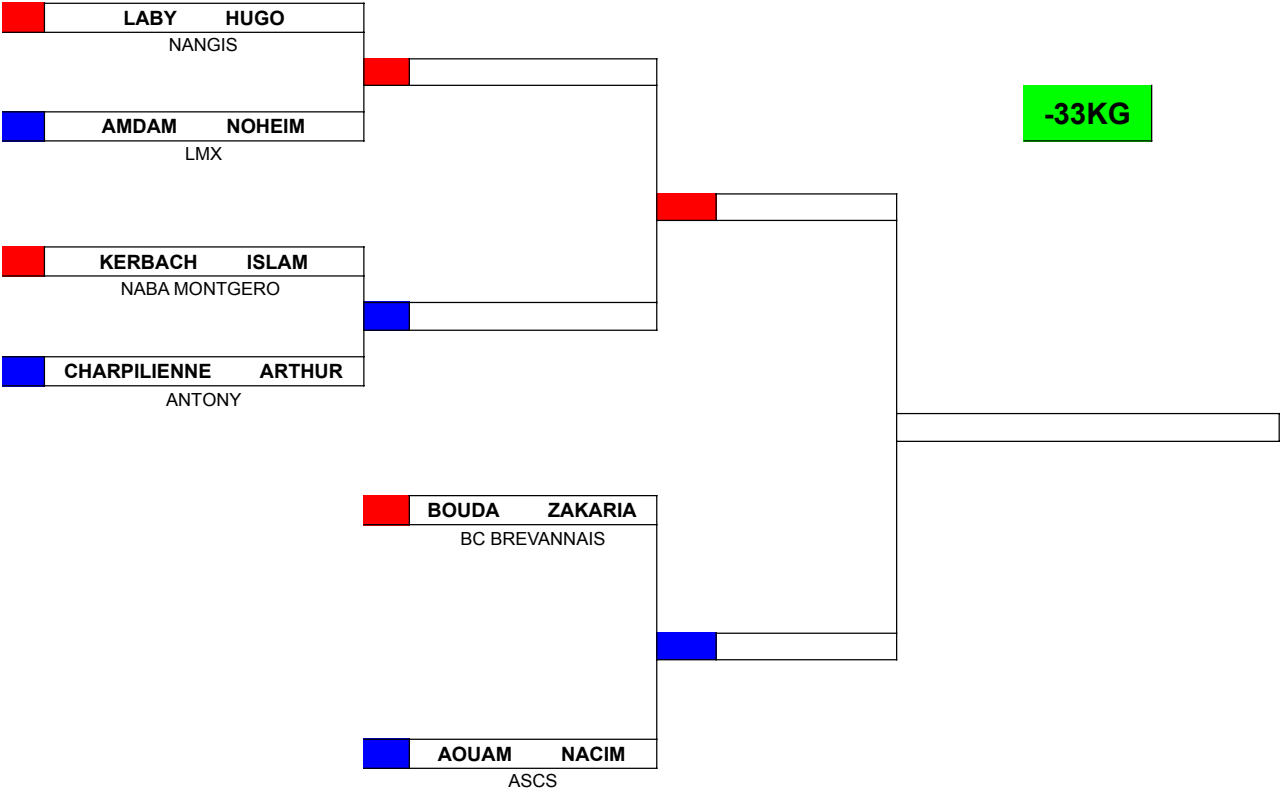 LABY HUGO
NANGIS
-33KG
AMDAM NOHEIM
LMX
KERBACH ISLAM
NABA MONTGERO
CHARPILIENNE ARTHUR
ANTONY
BOUDA ZAKARIA
BC BREVANNAIS
AOUAM NACIM
ASCS